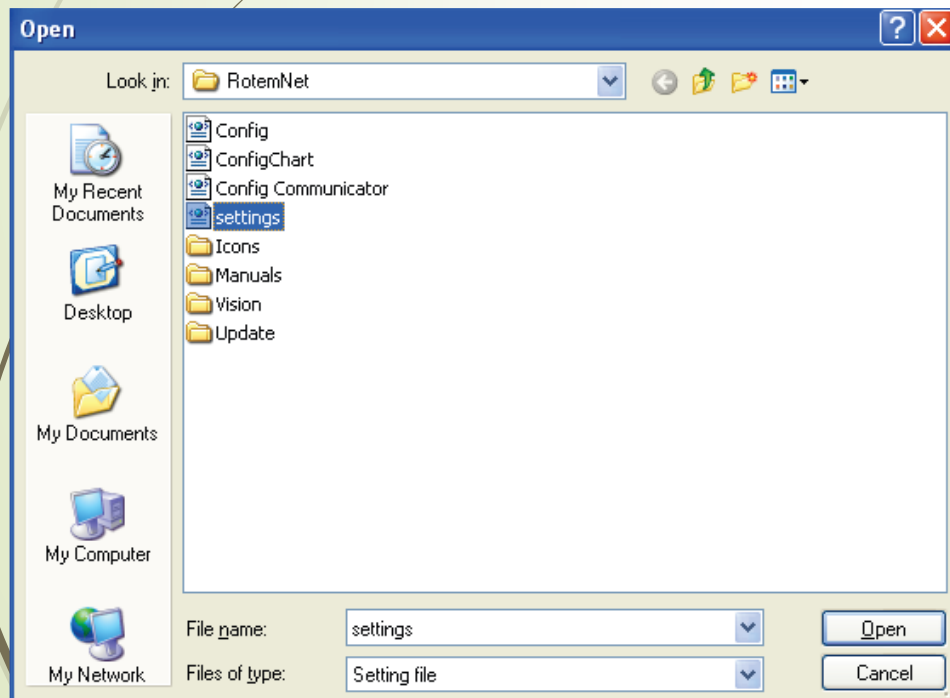 Open
Look in: RotemNet
Config
ConfigChart
Config Communicator
settings
Icons
Manuals
Vision
Update
My Recent
Documents
Desktop
My Documents
My Computer
My Network
File name: settings Open
Files of type: Setting file Cancel